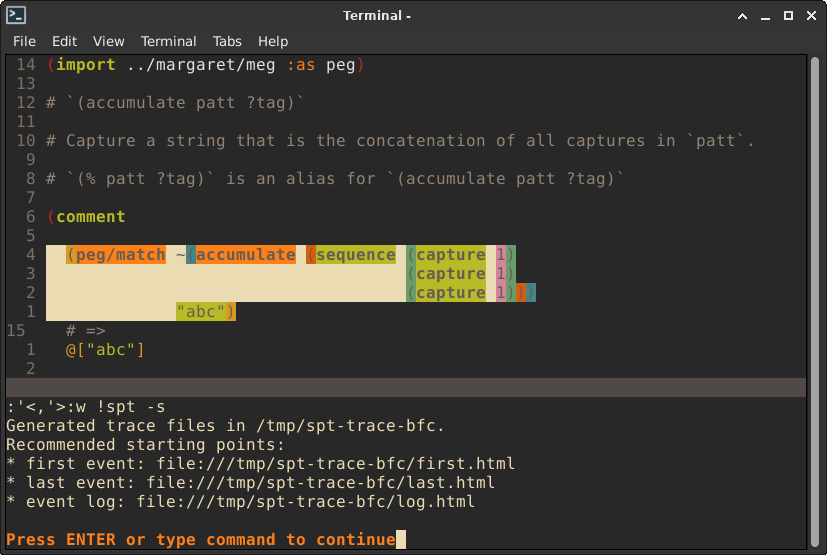 Terminal -
File Edit View Terminal Tabs Help
14 (import ../margaret/meg :as peg)
13
12 # `(accumulate patt ?tag)`
11
10 # Capture a string that is the concatenation of all captures in `patt`.
9
8 # `(% patt ?tag)` is an alias for `(accumulate patt ?tag)`
7
6 (comment
5
4 (peg/match ~(accumulate (sequence (capture 1)
3 (capture 1)
2 (capture 1)))
1 "abc")
15 # =>
1 @["abc"]
2
:'<,'>:w !spt -s
Generated trace files in /tmp/spt-trace-bfc.
Recommended starting points:
* first event: file:///tmp/spt-trace-bfc/first.html
* last event: file:///tmp/spt-trace-bfc/last.html
* event log: file:///tmp/spt-trace-bfc/log.html
Press ENTER or type command to continue